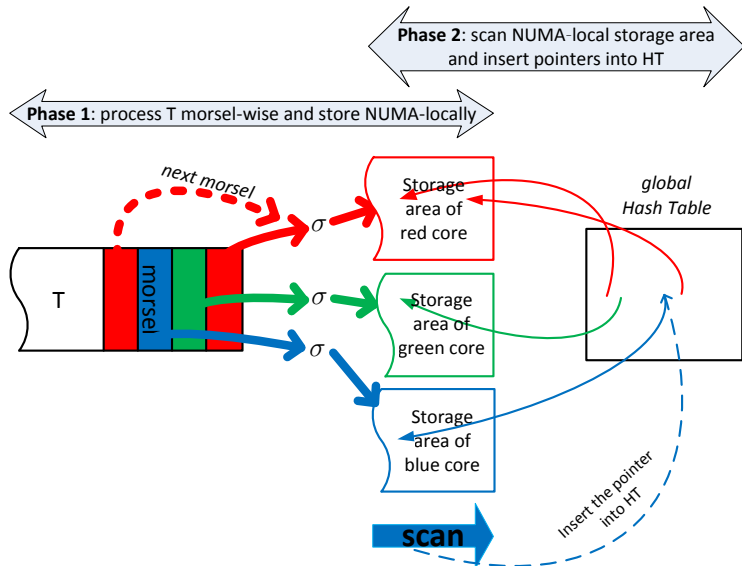 Phase 2: scan NUMA-local storage area
and insert pointers into HT
Phase 1: process T morsel-wise and store NUMA-locally
next morsel
σ
Storage
area of
red core
global
Hash Table
T
morsel
σ
Storage
area of
green core
σ
Storage
area of
blue core
Insert the pointer
into HT
scan